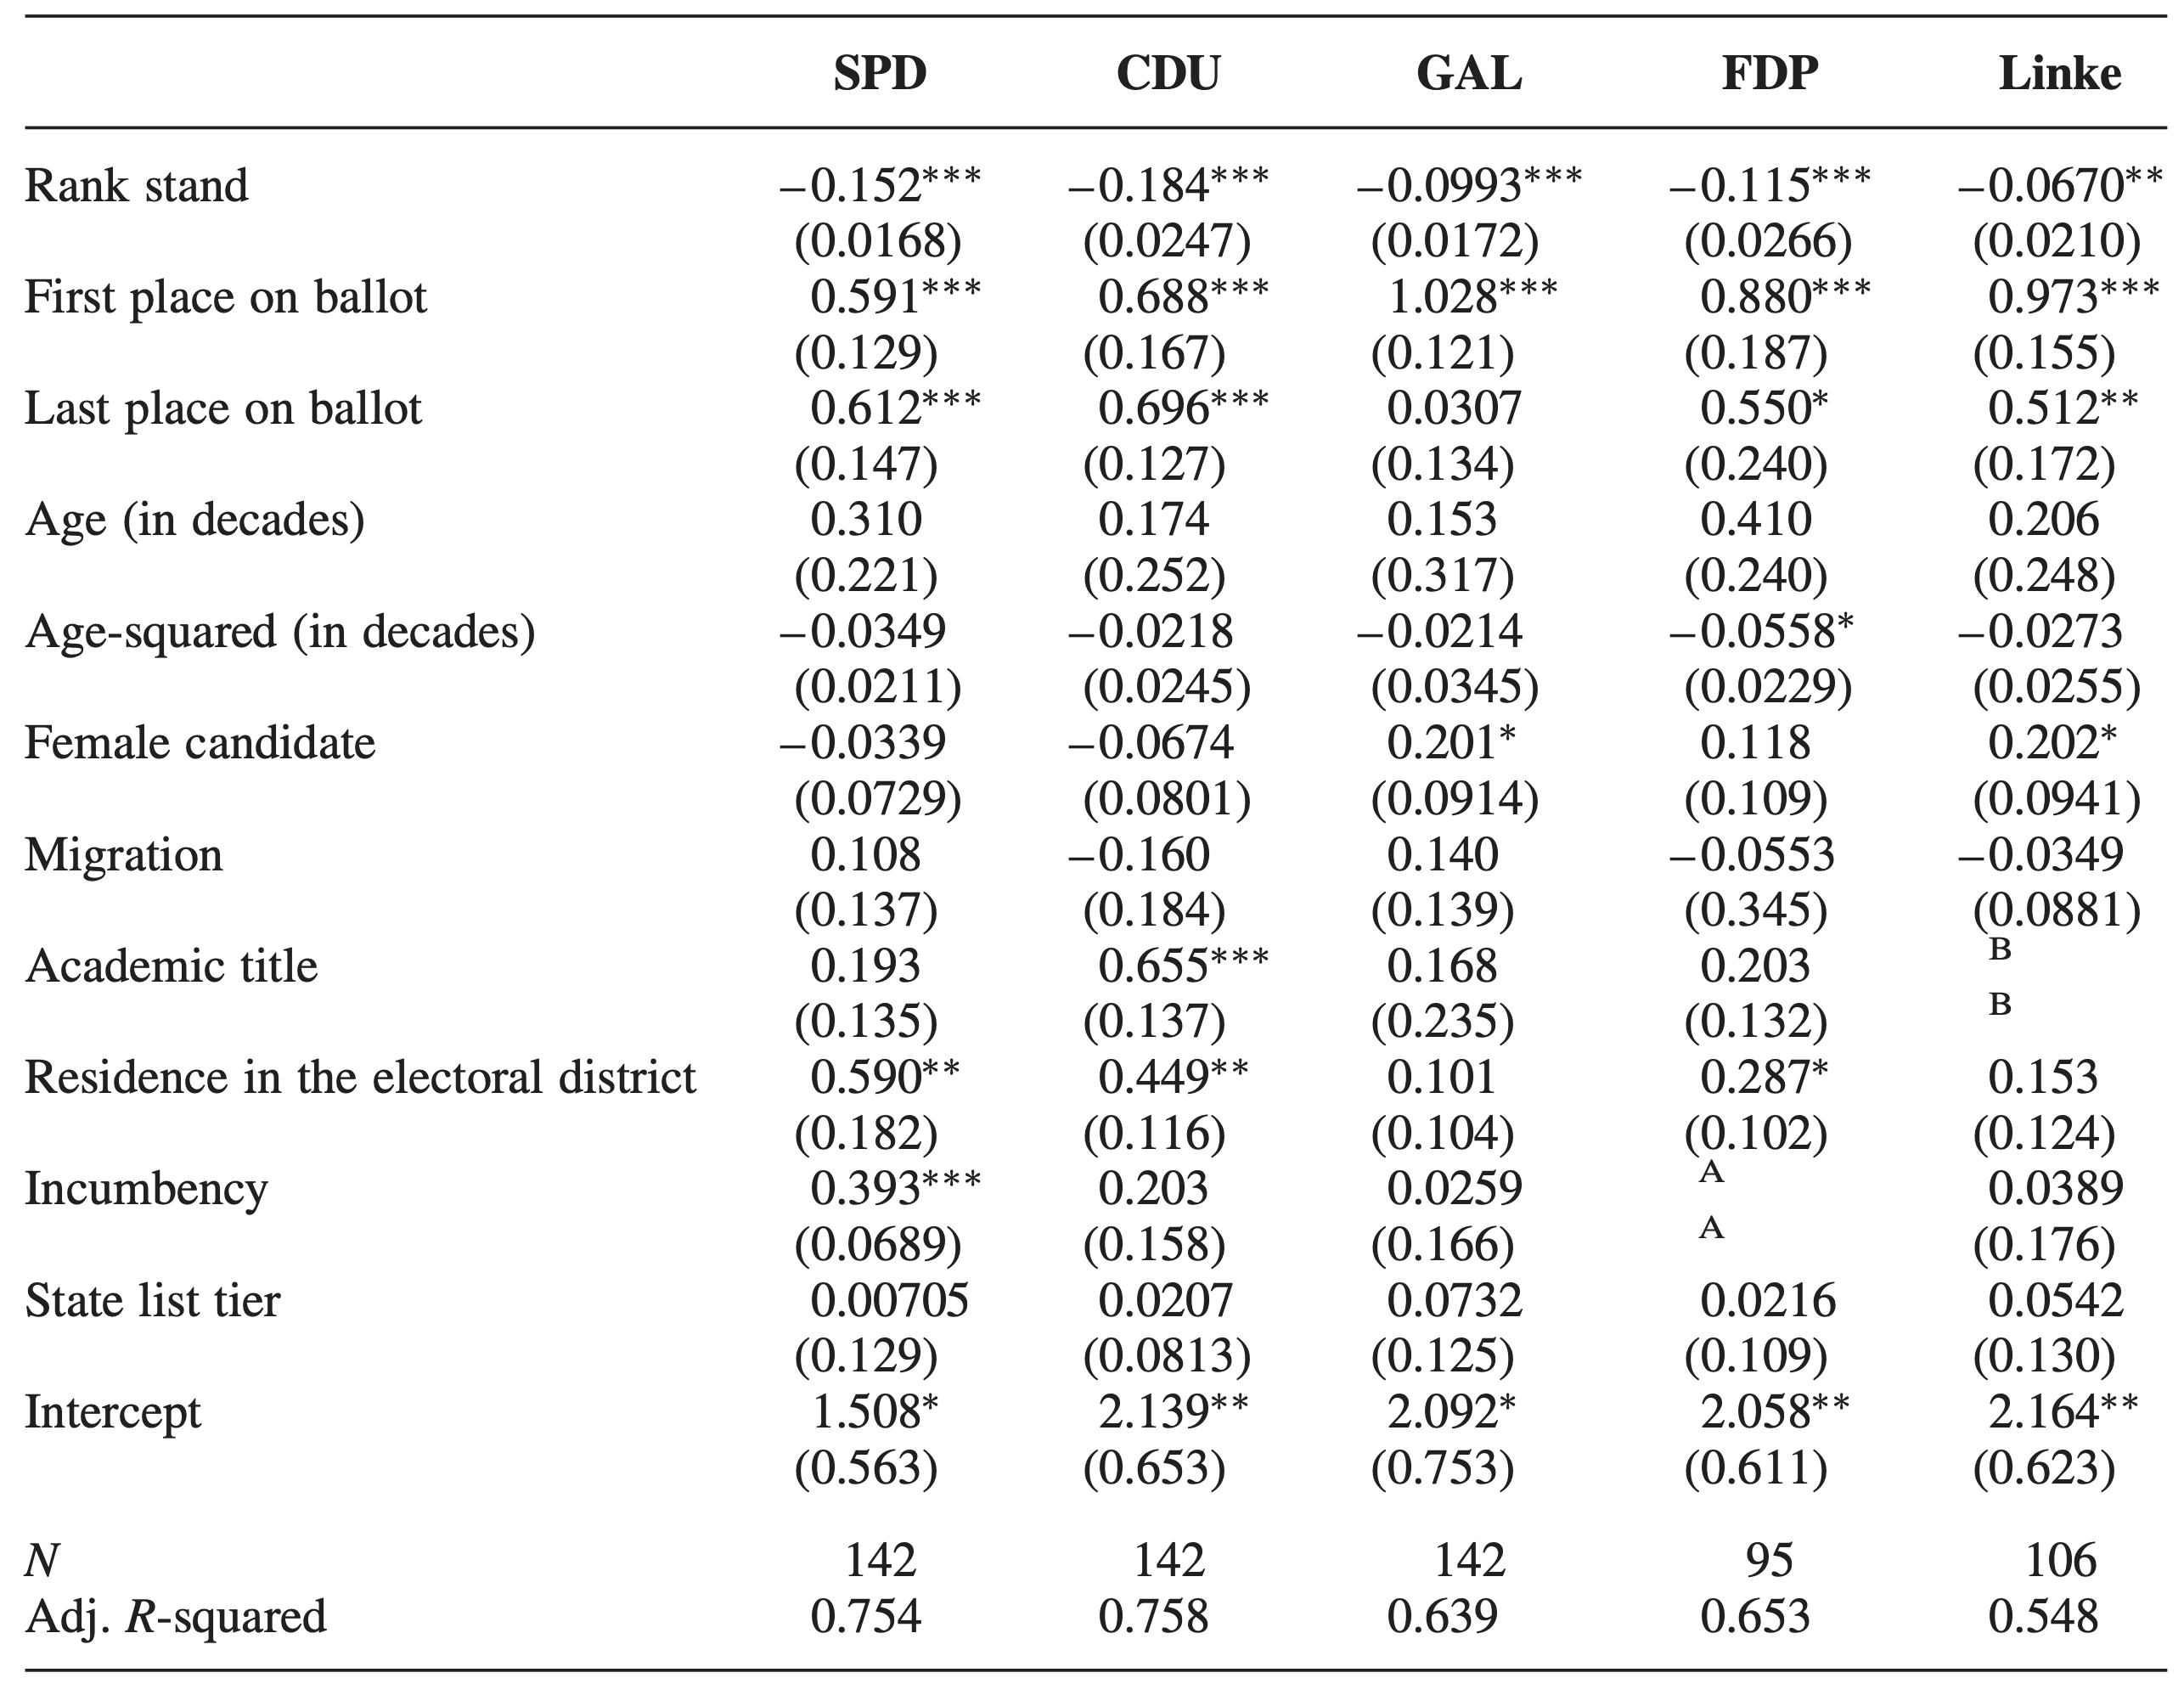 SPD CDU GAL FDP Linke
Rank stand –0.152*** –0.184*** –0.0993*** –0.115*** –0.0670**
(0.0168) (0.0247) (0.0172) (0.0266) (0.0210)
First place on ballot 0.591*** 0.688*** 1.028*** 0.880*** 0.973***
(0.129) (0.167) (0.121) (0.187) (0.155)
Last place on ballot 0.612*** 0.696*** 0.0307 0.550* 0.512**
(0.147) (0.127) (0.134) (0.240) (0.172)
Age (in decades) 0.310 0.174 0.153 0.410 0.206
(0.221) (0.252) (0.317) (0.240) (0.248)
Age-squared (in decades) –0.0349 –0.0218 –0.0214 –0.0558* –0.0273
(0.0211) (0.0245) (0.0345) (0.0229) (0.0255)
Female candidate –0.0339 –0.0674 0.201* 0.118 0.202*
(0.0729) (0.0801) (0.0914) (0.109) (0.0941)
Migration 0.108 –0.160 0.140 –0.0553 –0.0349
(0.137) (0.184) (0.139) (0.345) (0.0881)
Academic title 0.193 0.655*** 0.168 0.203 B
(0.135) (0.137) (0.235) (0.132) B
Residence in the electoral district 0.590** 0.449** 0.101 0.287* 0.153
(0.182) (0.116) (0.104) (0.102) (0.124)
Incumbency 0.393*** 0.203 0.0259 A 0.0389
(0.0689) (0.158) (0.166) A (0.176)
State list tier 0.00705 0.0207 0.0732 0.0216 0.0542
(0.129) (0.0813) (0.125) (0.109) (0.130)
Intercept 1.508* 2.139** 2.092* 2.058** 2.164**
(0.563) (0.653) (0.753) (0.611) (0.623)
N 142 142 142 95 106
Adj. R-squared 0.754 0.758 0.639 0.653 0.548